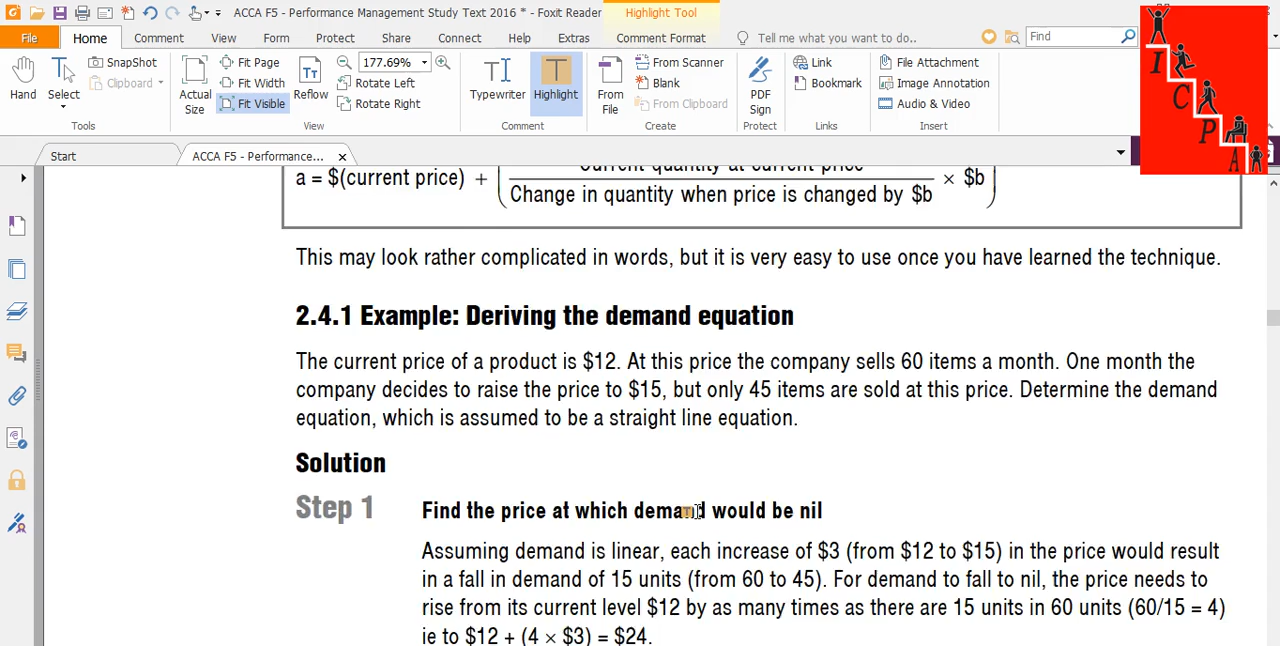 ACCA F5 - Performance Management Study Text 2016 * - Foxit Reader
Highlight Tool
File
Home
Comment
View
Form
Protect
Share
Connect
Help
Extras
Comment Format
Tell me what you want to do..
Find
Hand
Select
SnapShot
Clipboard
Tools
Actual Size
Fit Page
Fit Width
Fit Visible
Reflow
177.69%
Rotate Left
Rotate Right
View
Typewriter
Highlight
Comment
From File
From Scanner
Blank
From Clipboard
Create
PDF Sign
Protect
Link
Bookmark
Links
File Attachment
Image Annotation
Audio & Video
Insert
I C P A
Start
ACCA F5 - Performance...
Current quantity at current price
a = $(current price) + × $b
Change in quantity when price is changed by $b
This may look rather complicated in words, but it is very easy to use once you have learned the technique.
2.4.1 Example: Deriving the demand equation
The current price of a product is $12. At this price the company sells 60 items a month. One month the
company decides to raise the price to $15, but only 45 items are sold at this price. Determine the demand
equation, which is assumed to be a straight line equation.
Solution
Step 1
Find the price at which demand would be nil
Assuming demand is linear, each increase of $3 (from $12 to $15) in the price would result
in a fall in demand of 15 units (from 60 to 45). For demand to fall to nil, the price needs to
rise from its current level $12 by as many times as there are 15 units in 60 units (60/15 = 4)
ie to $12 + (4 × $3) = $24.